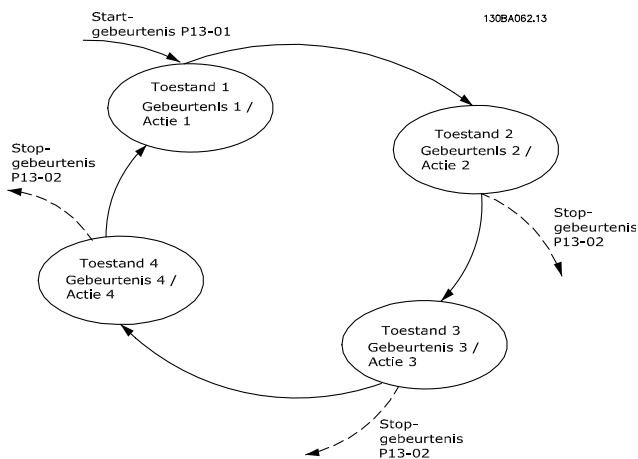 Start-
gebeurtenis P13-01
130BA062.13
Toestand 1
Gebeurtenis 1 /
Actie 1
Toestand 2
Gebeurtenis 2 /
Actie 2
Stop-
gebeurtenis
P13-02
Stop-
gebeurtenis
P13-02
Toestand 4
Gebeurtenis 4 /
Actie 4
Toestand 3
Gebeurtenis 3 /
Actie 3
Stop-
gebeurtenis
P13-02